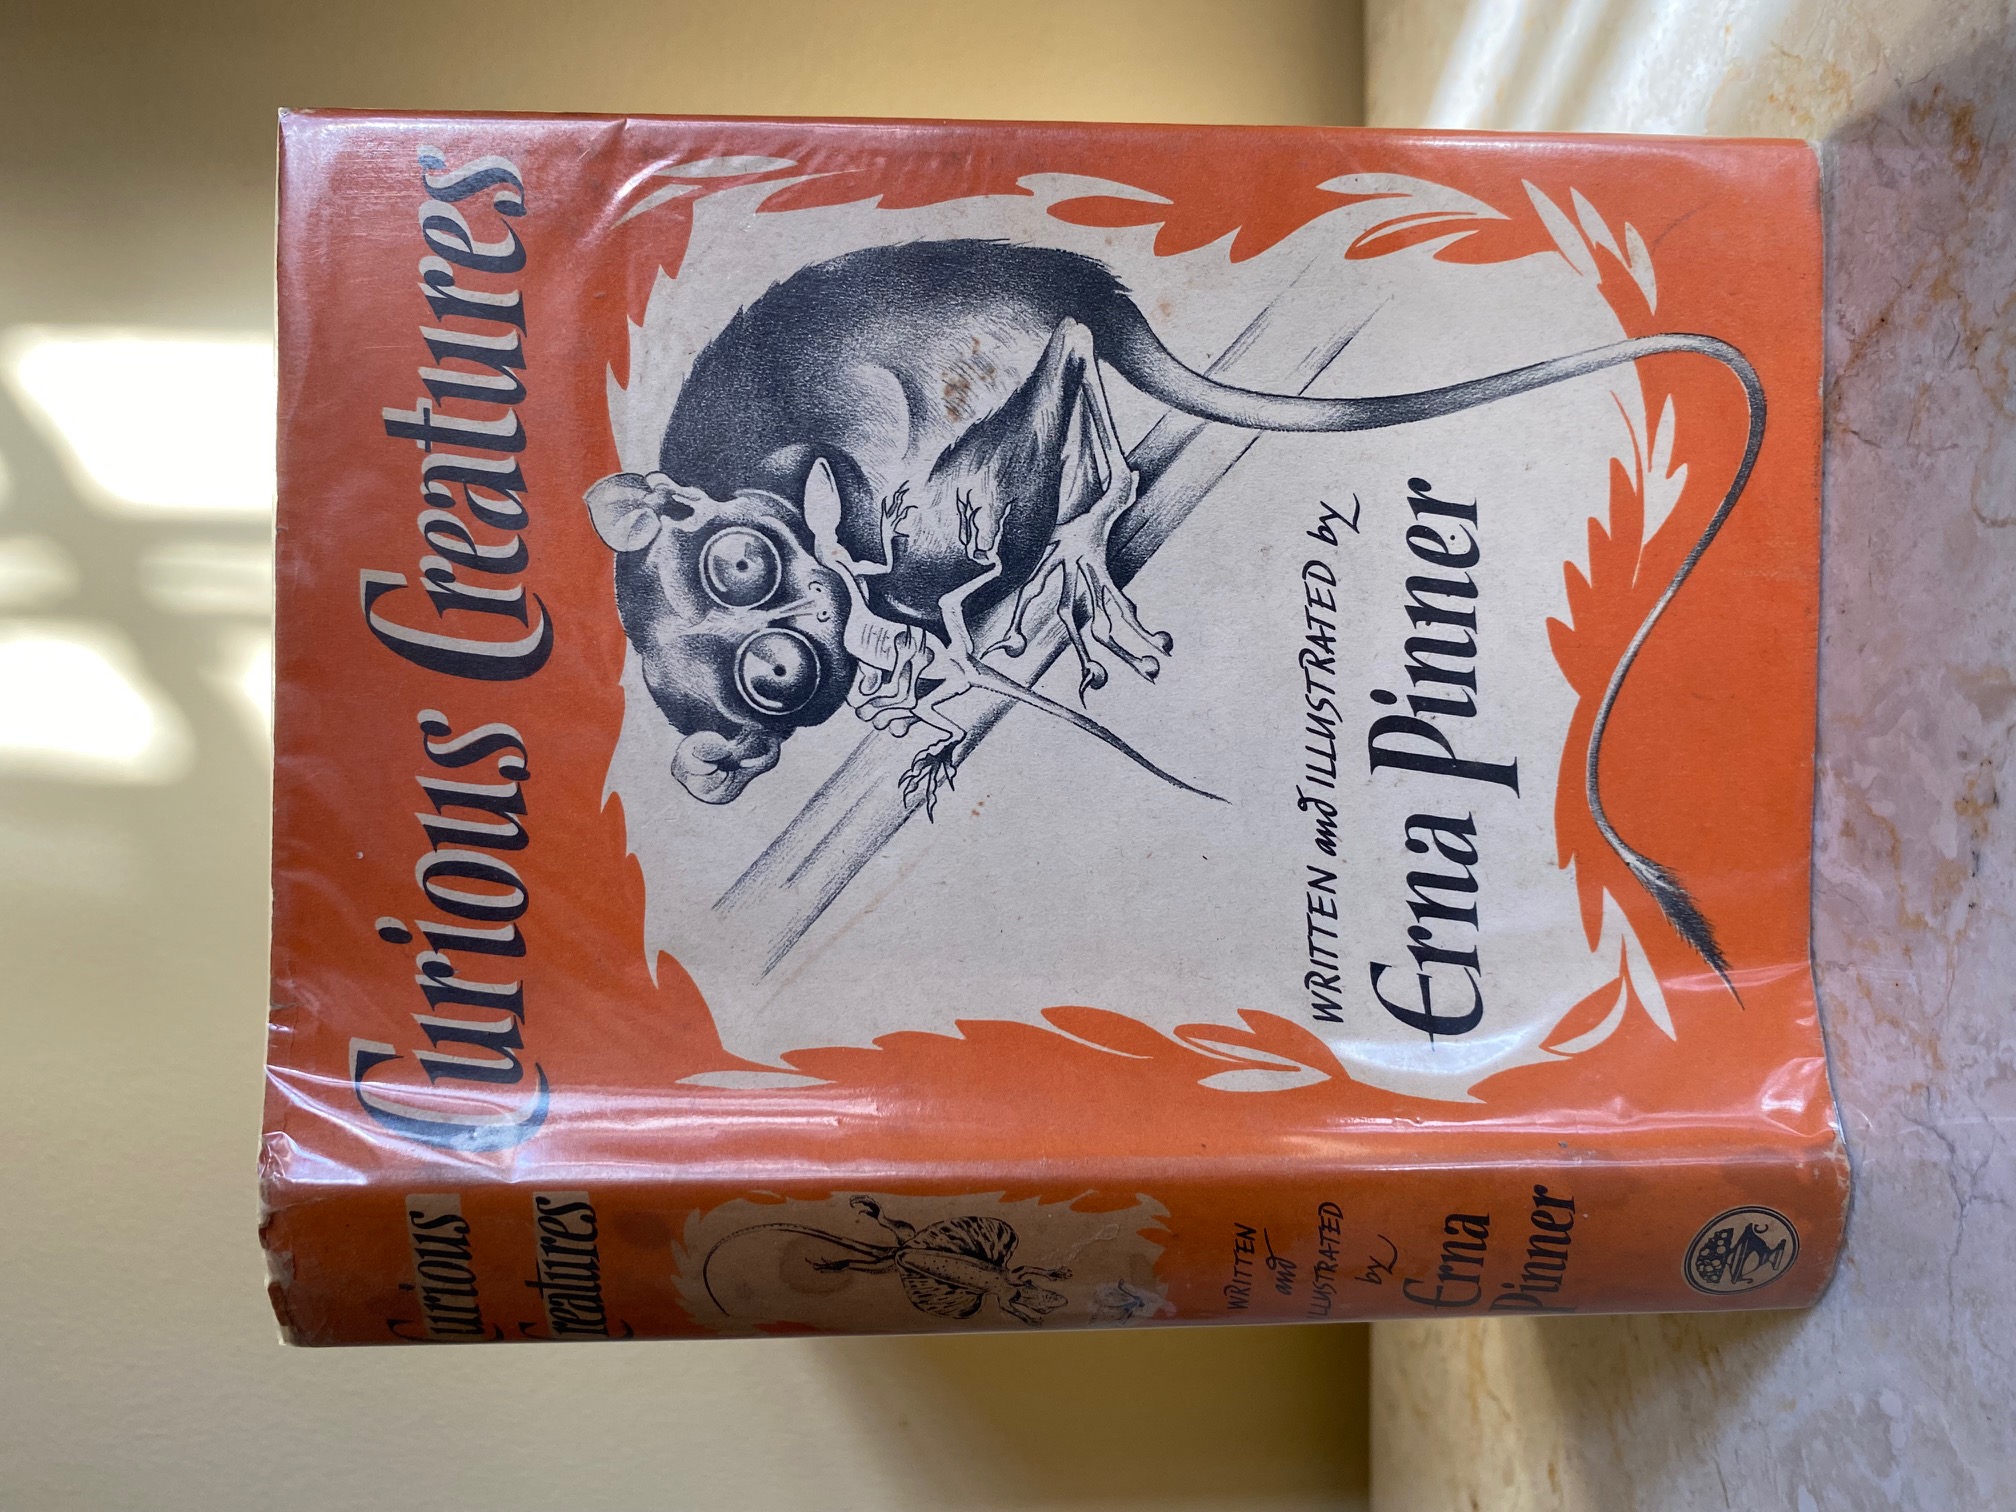 Curious Creatures
WRITTEN and ILLUSTRATED by
Erna Pinner
Curious
Creatures
WRITTEN
and
ILLUSTRATED
by
Erna
Pinner